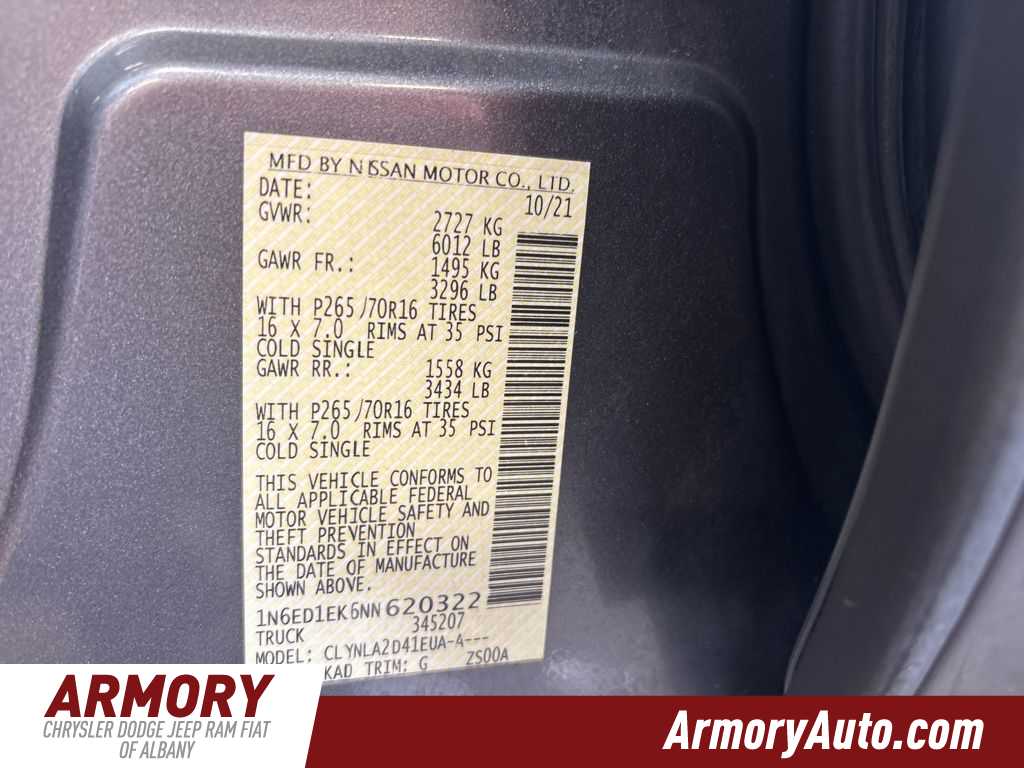 MFD BY NISSAN MOTOR CO., LTD.
DATE: 10/21
GVWR: 2727 KG
6012 LB
GAWR FR.: 1495 KG
3296 LB
WITH P265/70R16 TIRES
16 X 7.0 RIMS AT 35 PSI
COLD SINGLE
GAWR RR.: 1558 KG
3434 LB
WITH P265/70R16 TIRES
16 X 7.0 RIMS AT 35 PSI
COLD SINGLE
THIS VEHICLE CONFORMS TO
ALL APPLICABLE FEDERAL
MOTOR VEHICLE SAFETY AND
THEFT PREVENTION
STANDARDS IN EFFECT ON
THE DATE OF MANUFACTURE
SHOWN ABOVE.
1N6ED1EK6NN620322
TRUCK 345207
MODEL: CLYNLA2D41EUA-A---
KAD TRIM: G ZS00A
ARMORY
CHRYSLER DODGE JEEP RAM FIAT
OF ALBANY
ArmoryAuto.com